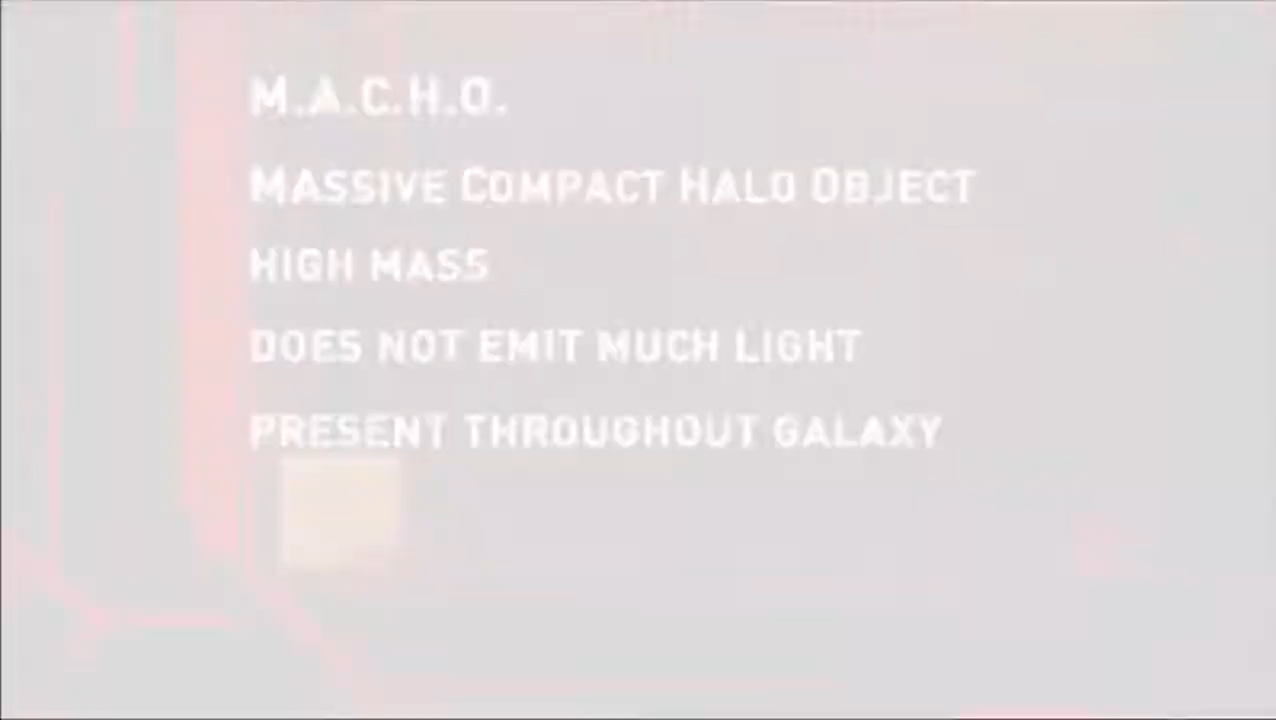 M.A.C.H.O.
MASSIVE COMPACT HALO OBJECT
HIGH MASS
DOES NOT EMIT MUCH LIGHT
PRESENT THROUGHOUT GALAXY